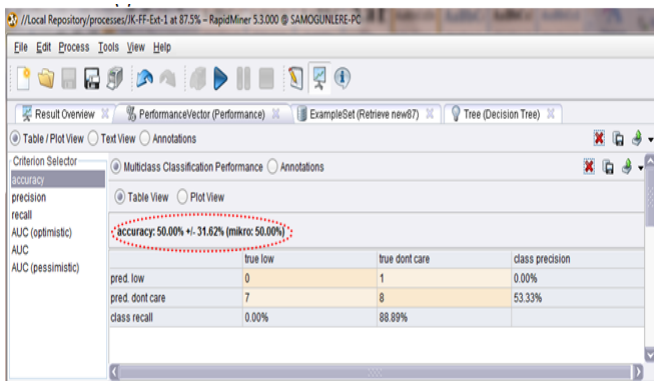 //Local Repository/processes/JK-FF-Ext-1 at 87.5% – RapidMiner 5.3.000 @ SAMOGUNLERE-PC
File Edit Process Tools View Help
Result Overview PerformanceVector (Performance) ExampleSet (Retrieve new87) Tree (Decision Tree)
Table / Plot View Text View Annotations
Criterion Selector
accuracy
precision
recall
AUC (optimistic)
AUC
AUC (pessimistic)
Multiclass Classification Performance Annotations
Table View Plot View
accuracy: 50.00% +/- 31.62% (mikro: 50.00%)
true low true dont care class precision
pred. low 0 1 0.00%
pred. dont care 7 8 53.33%
class recall 0.00% 88.89%